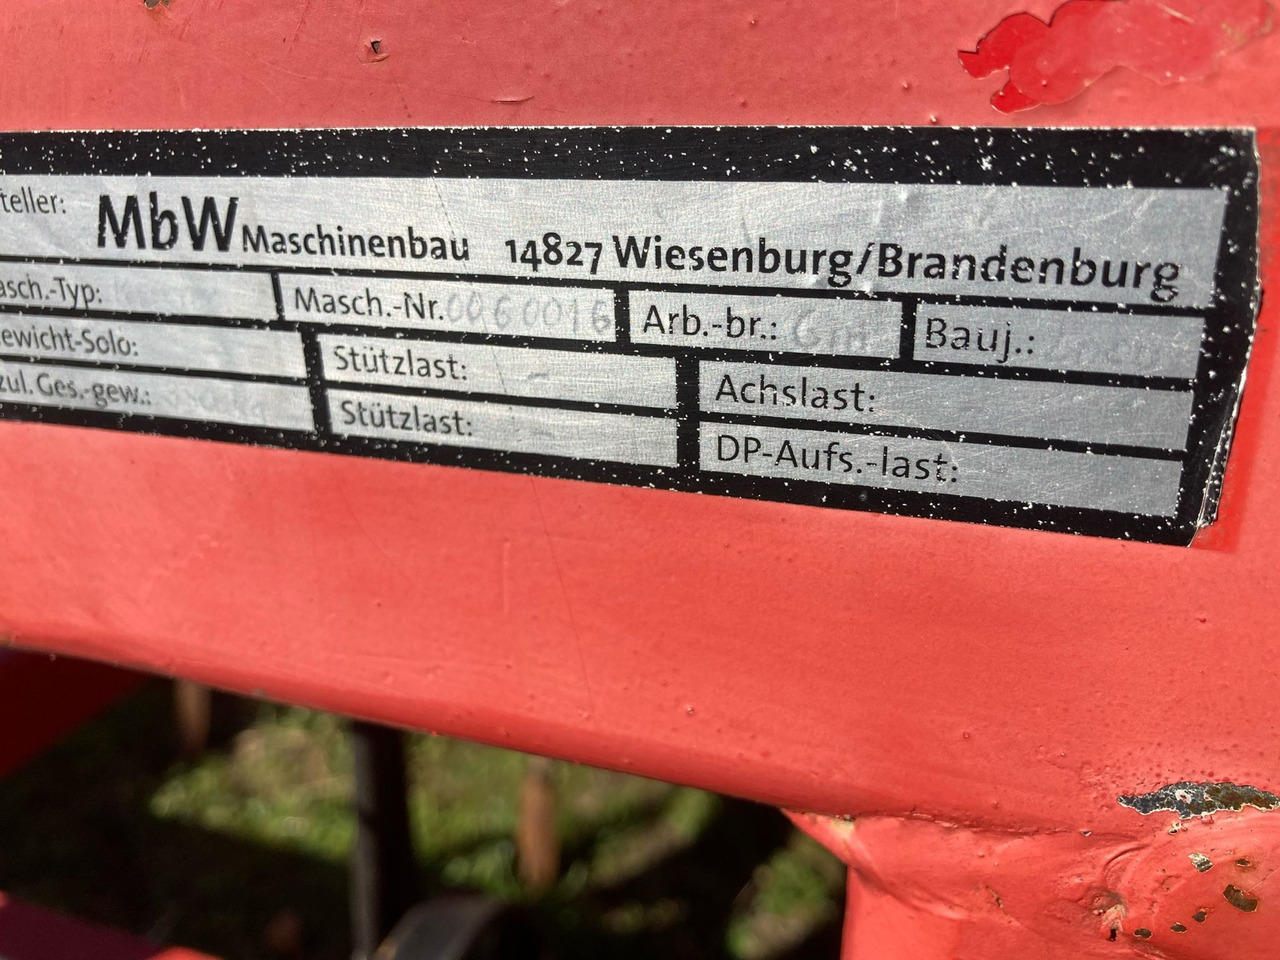 teller: MbW Maschinenbau 14827 Wiesenburg/Brandenburg
asch.-Typ: Masch.-Nr. 0060016 Arb.-br.: 6m Bauj.:
ewicht-Solo: Stützlast: Achslast:
zul. Ges.-gew.: Stützlast: DP-Aufs.-last: